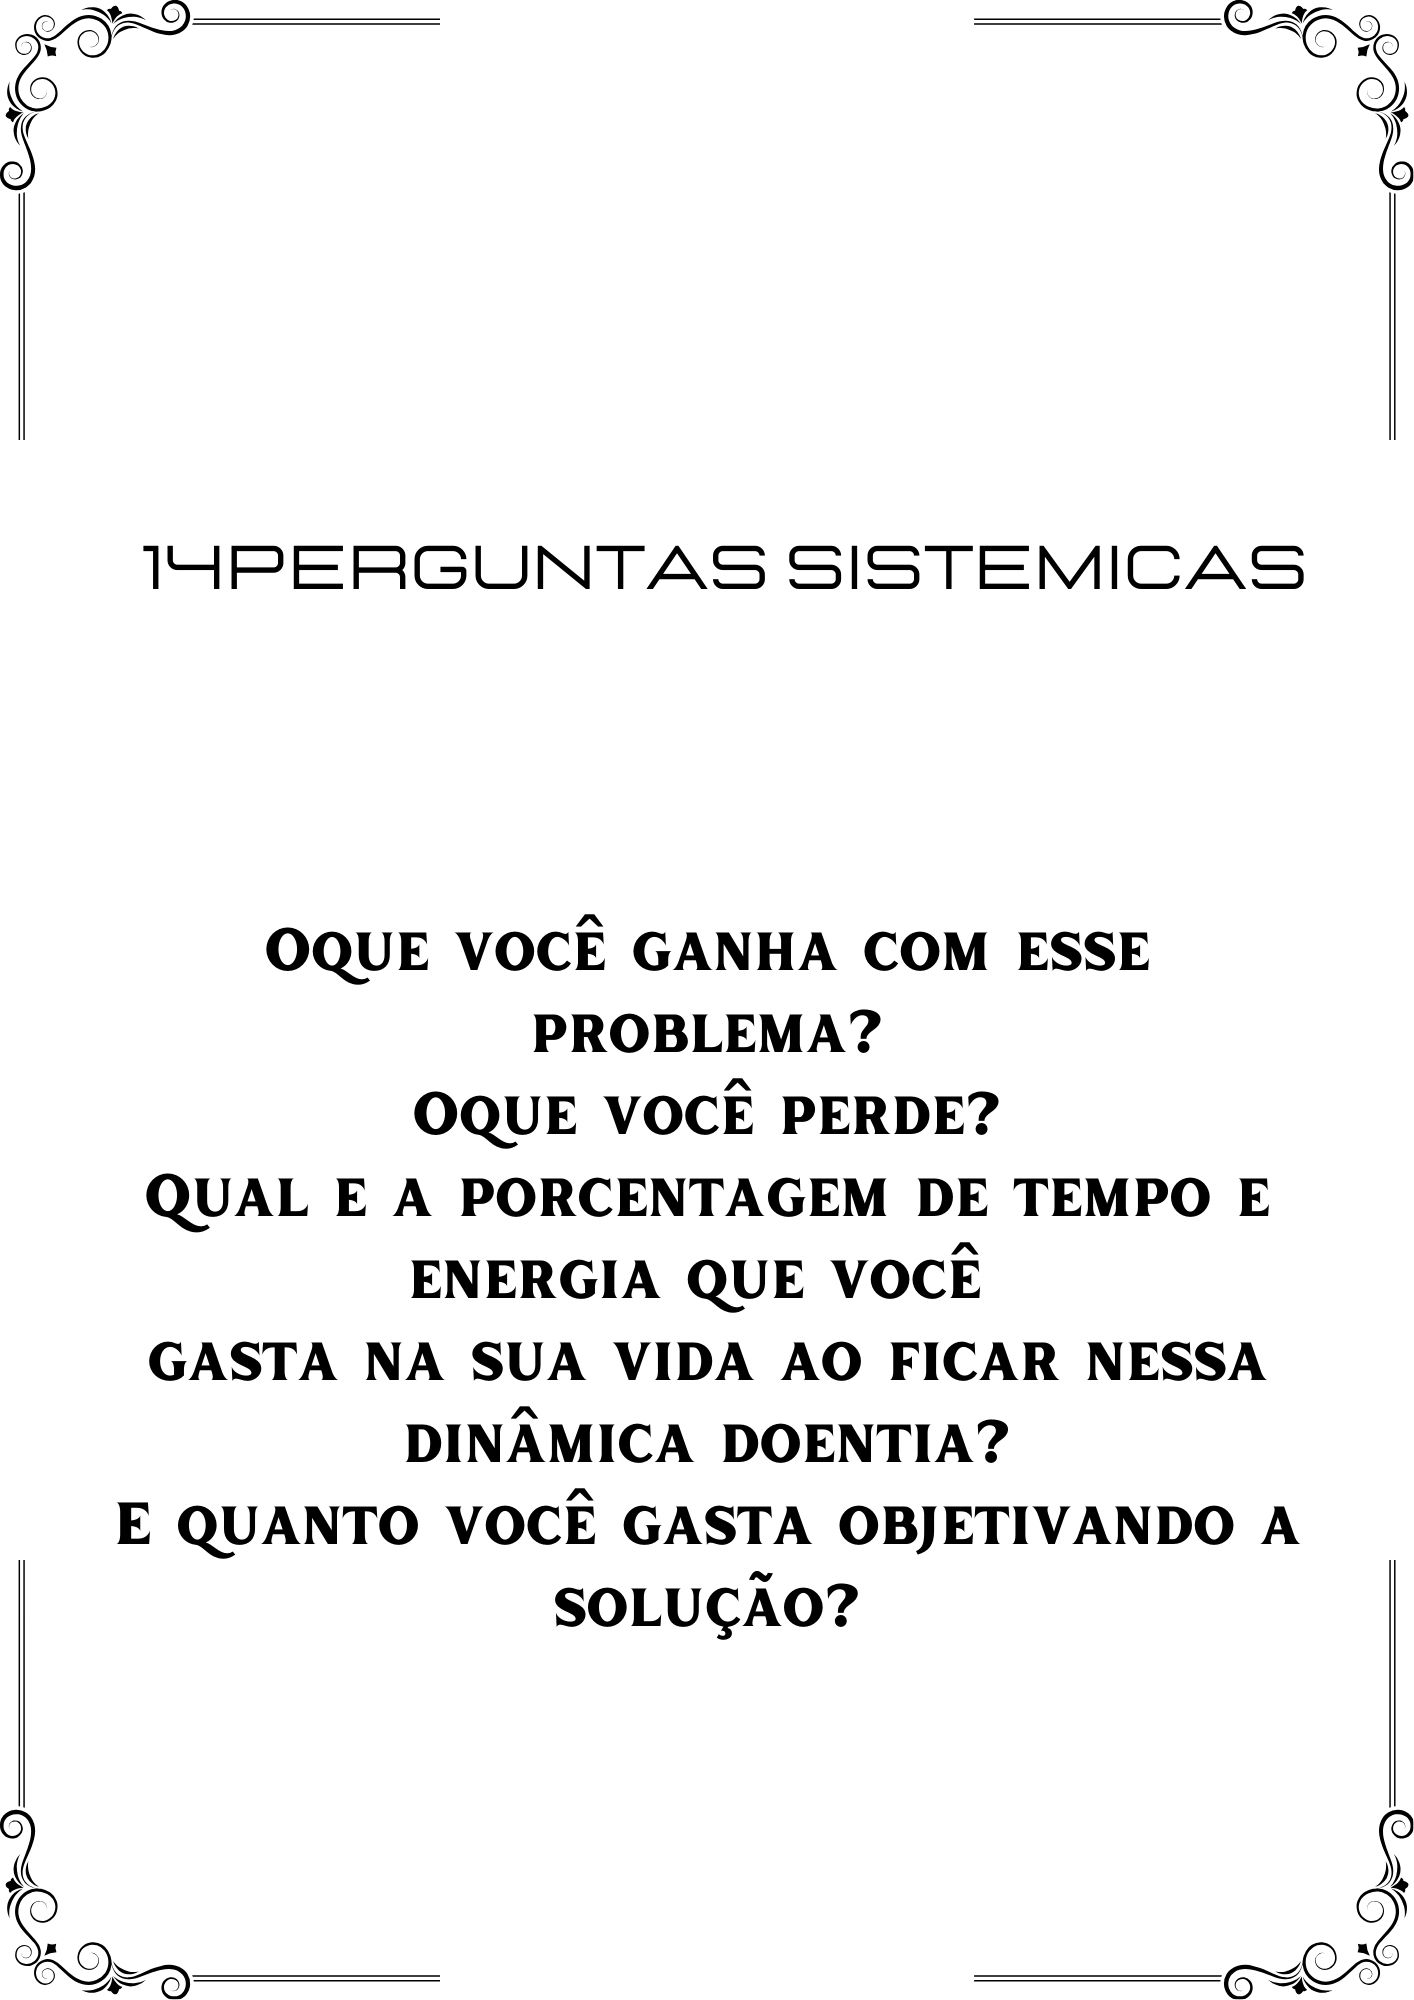 14PERGUNTAS SISTEMICAS
Oque você ganha com esse
problema?
Oque você perde?
Qual e a porcentagem de tempo e
energia que você
gasta na sua vida ao ficar nessa
dinâmica doentia?
E quanto você gasta objetivando a
solução?